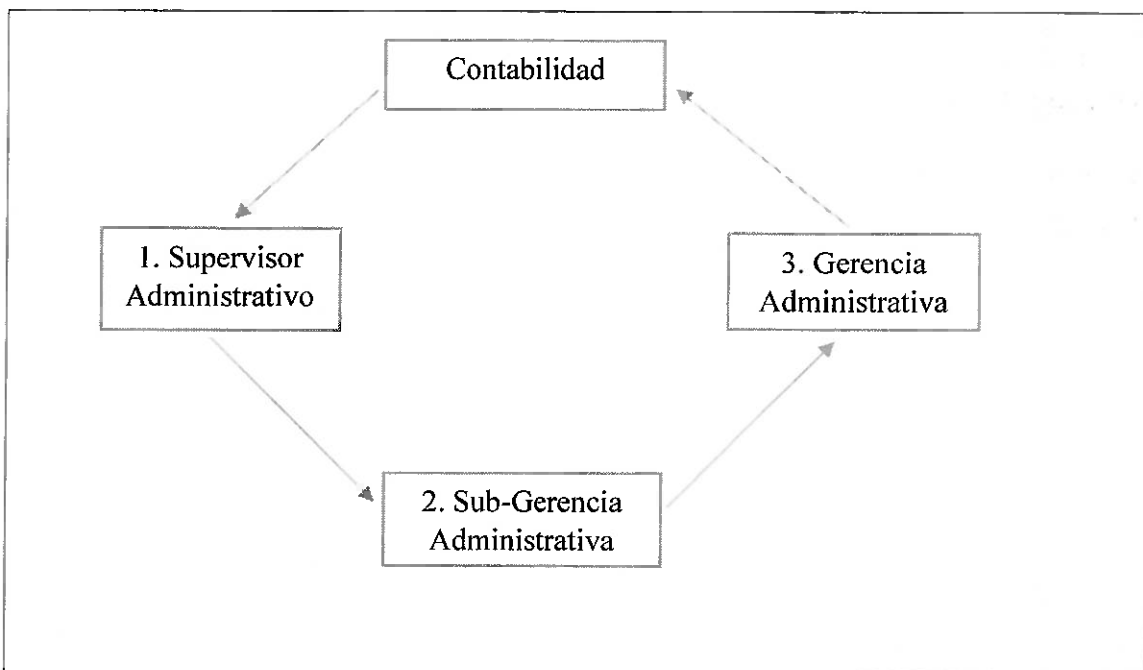 Contabilidad
1. Supervisor
Administrativo
3. Gerencia
Administrativa
2. Sub-Gerencia
Administrativa